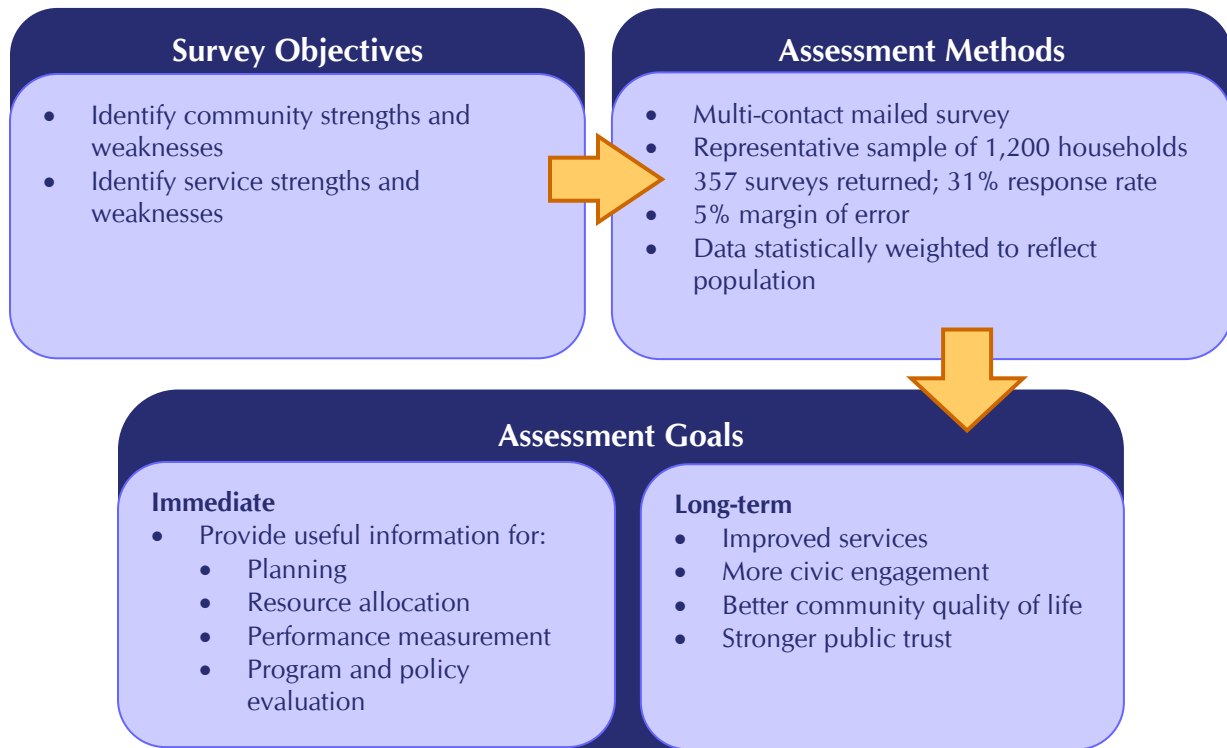 Survey Objectives
• Identify community strengths and
weaknesses
• Identify service strengths and
weaknesses
Assessment Methods
• Multi-contact mailed survey
• Representative sample of 1,200 households
• 357 surveys returned; 31% response rate
• 5% margin of error
• Data statistically weighted to reflect
population
Assessment Goals
Immediate
• Provide useful information for:
• Planning
• Resource allocation
• Performance measurement
• Program and policy
evaluation
Long-term
• Improved services
• More civic engagement
• Better community quality of life
• Stronger public trust